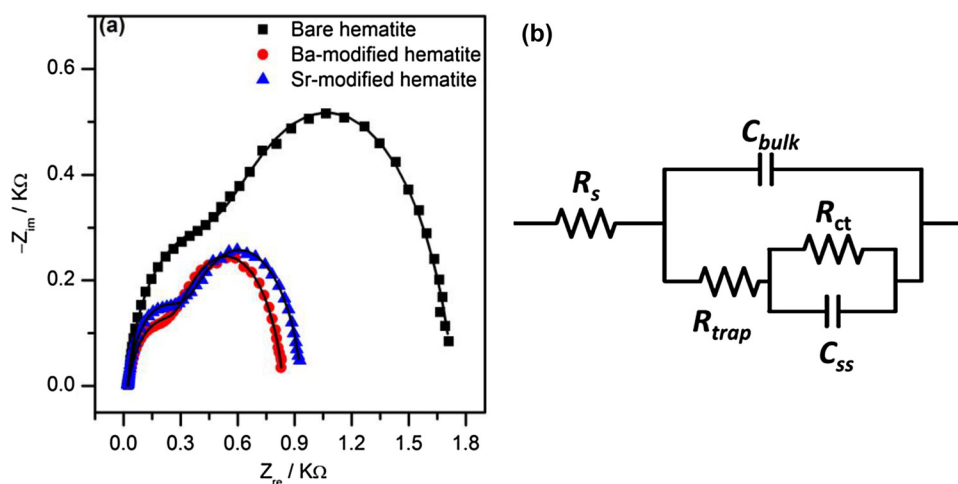 (a)
Bare hematite
Ba-modified hematite
Sr-modified hematite
−Z_im / KΩ
0.6
0.4
0.2
0.0
0.0 0.3 0.6 0.9 1.2 1.5 1.8
Z_re / KΩ
(b)
C_bulk
R_s
R_ct
R_trap
C_ss